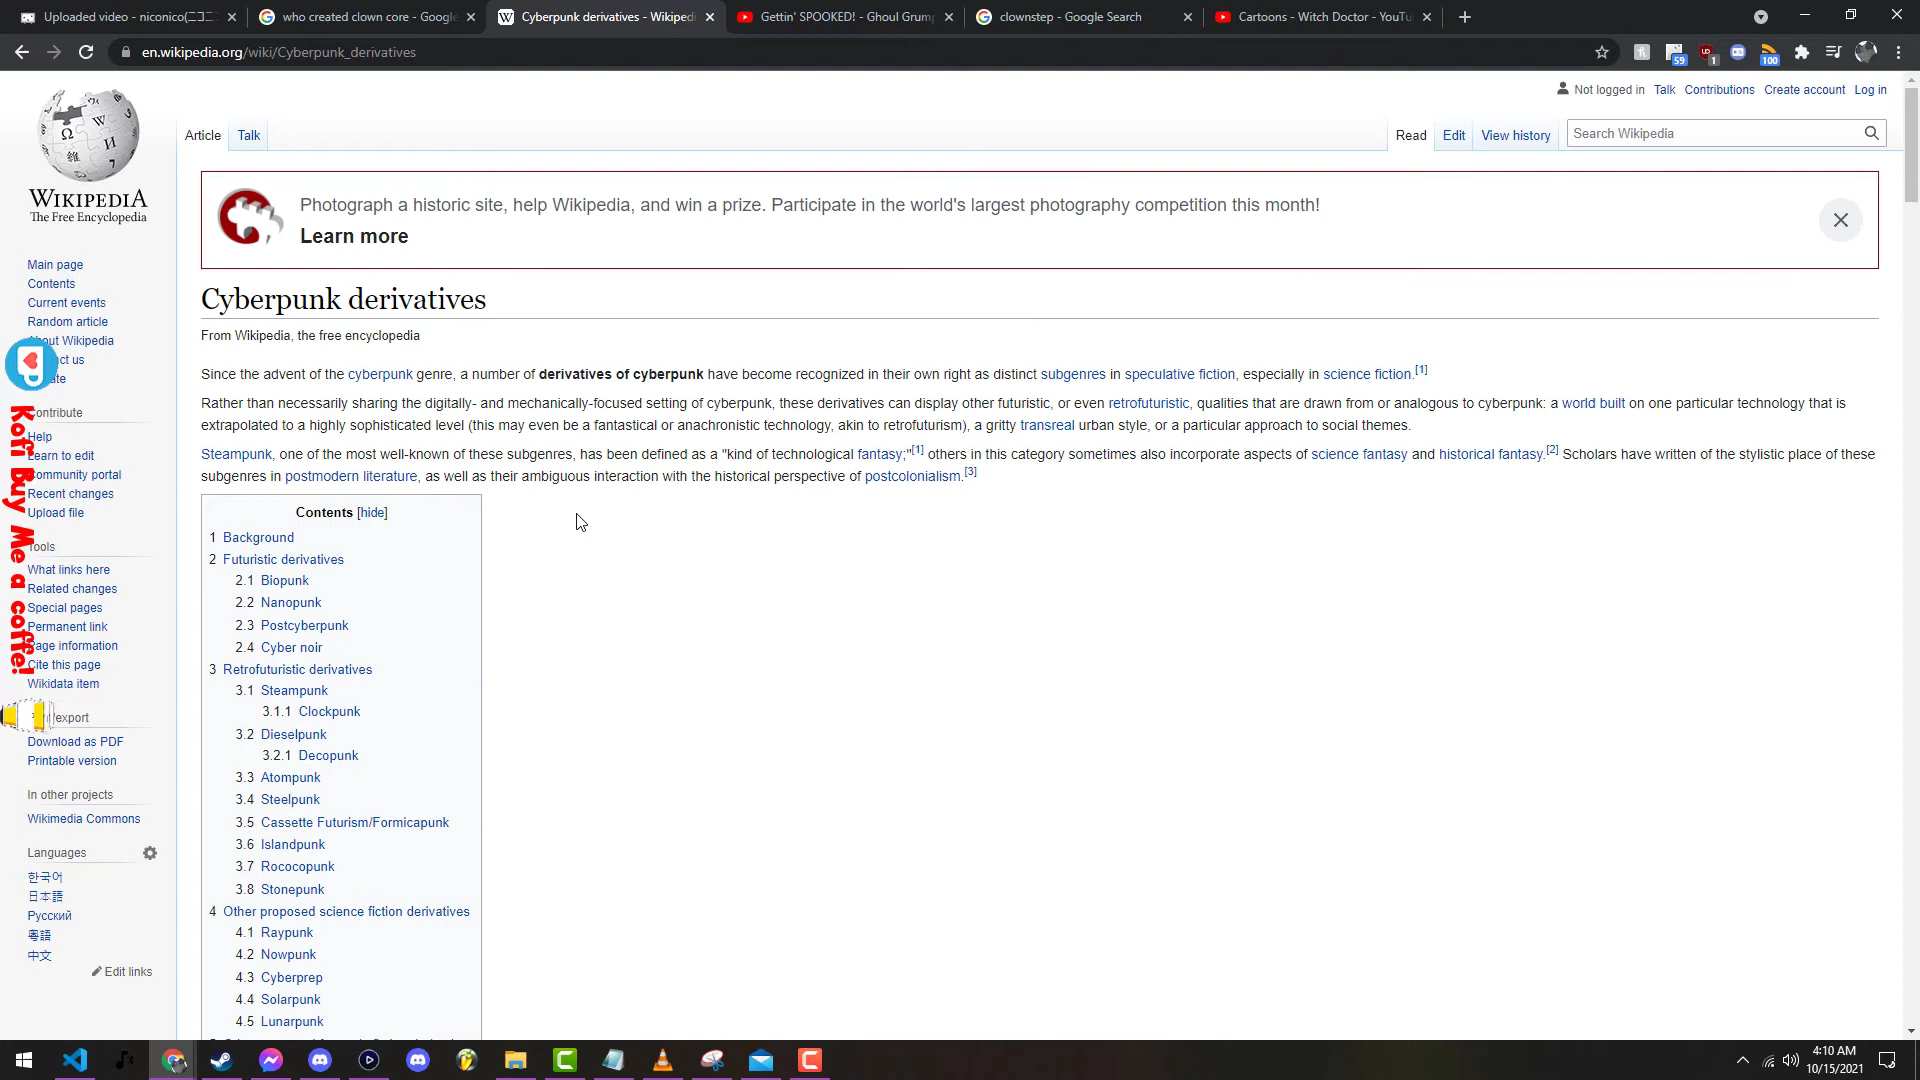 Uploaded video - niconico(ニコニ
who created clown core - Google
Cyberpunk derivatives - Wikipedi
Gettin' SPOOKED! - Ghoul Grump
clownstep - Google Search
Cartoons - Witch Doctor - YouTu
en.wikipedia.org/wiki/Cyberpunk_derivatives
59
1
100
Not logged in Talk Contributions Create account Log in
Article Talk
Read Edit View history
Search Wikipedia
WIKIPEDIA
The Free Encyclopedia
Photograph a historic site, help Wikipedia, and win a prize. Participate in the world's largest photography competition this month!
Learn more
Main page
Contents
Current events
Random article
About Wikipedia
ct us
ate
Contribute
Help
Learn to edit
Community portal
Recent changes
Upload file
Tools
What links here
Related changes
Special pages
Permanent link
Page information
Cite this page
Wikidata item
/export
Download as PDF
Printable version
In other projects
Wikimedia Commons
Languages
한국어
日本語
Русский
粵語
中文
Edit links
Kofi Buy Me a coffe!
Cyberpunk derivatives
From Wikipedia, the free encyclopedia
Since the advent of the cyberpunk genre, a number of derivatives of cyberpunk have become recognized in their own right as distinct subgenres in speculative fiction, especially in science fiction.[1]
Rather than necessarily sharing the digitally- and mechanically-focused setting of cyberpunk, these derivatives can display other futuristic, or even retrofuturistic, qualities that are drawn from or analogous to cyberpunk: a world built on one particular technology that is
extrapolated to a highly sophisticated level (this may even be a fantastical or anachronistic technology, akin to retrofuturism), a gritty transreal urban style, or a particular approach to social themes.
Steampunk, one of the most well-known of these subgenres, has been defined as a "kind of technological fantasy;"[1] others in this category sometimes also incorporate aspects of science fantasy and historical fantasy.[2] Scholars have written of the stylistic place of these
subgenres in postmodern literature, as well as their ambiguous interaction with the historical perspective of postcolonialism.[3]
Contents [hide]
1 Background
2 Futuristic derivatives
2.1 Biopunk
2.2 Nanopunk
2.3 Postcyberpunk
2.4 Cyber noir
3 Retrofuturistic derivatives
3.1 Steampunk
3.1.1 Clockpunk
3.2 Dieselpunk
3.2.1 Decopunk
3.3 Atompunk
3.4 Steelpunk
3.5 Cassette Futurism/Formicapunk
3.6 Islandpunk
3.7 Rococopunk
3.8 Stonepunk
4 Other proposed science fiction derivatives
4.1 Raypunk
4.2 Nowpunk
4.3 Cyberprep
4.4 Solarpunk
4.5 Lunarpunk
4:10 AM
10/15/2021